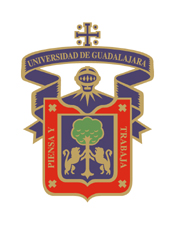 UNIVERSIDAD DE GUADALAJARA
PIENSA Y
TRABAJA